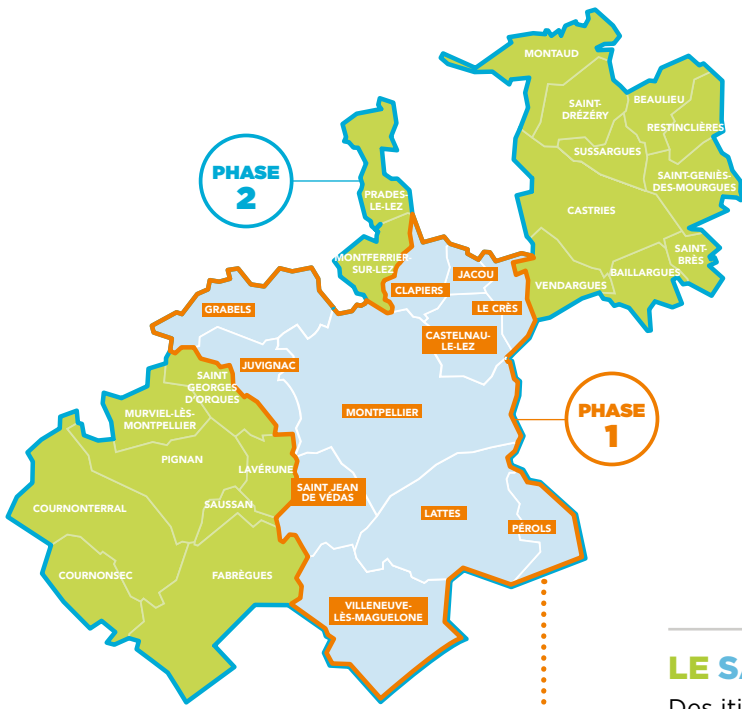 MONTAUD
SAINT-
DRÉZÉRY
BEAULIEU
RESTINCLIÈRES
SUSSARGUES
SAINT-GENIÈS-
DES-MOURGUES
CASTRIES
SAINT-
BRÈS
BAILLARGUES
VENDARGUES
PHASE
2
PRADES-
LE-LEZ
MONTFERRIER-
SUR-LEZ
JACOU
CLAPIERS
LE CRÈS
CASTELNAU-
LE-LEZ
GRABELS
JUVIGNAC
MONTPELLIER
PHASE
1
SAINT
GEORGES
D'ORQUES
MURVIEL-LÈS-
MONTPELLIER
PIGNAN
LAVÉRUNE
SAINT JEAN
DE VÉDAS
COURNONTERRAL
SAUSSAN
LATTES
PÉROLS
COURNONSEC
FABRÈGUES
VILLENEUVE-
LÈS-MAGUELONE
LE SA
Des iti